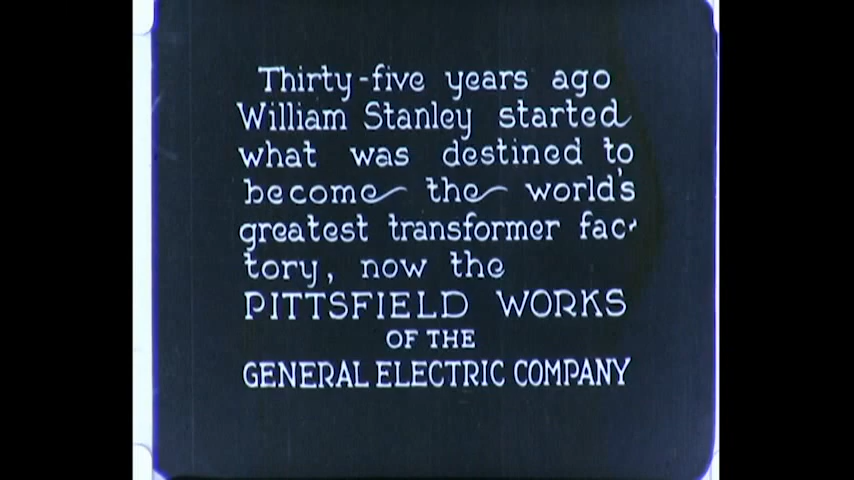 Thirty-five years ago
William Stanley started
what was destined to
become the world's
greatest transformer fac-
tory, now the
PITTSFIELD WORKS
OF THE
GENERAL ELECTRIC COMPANY